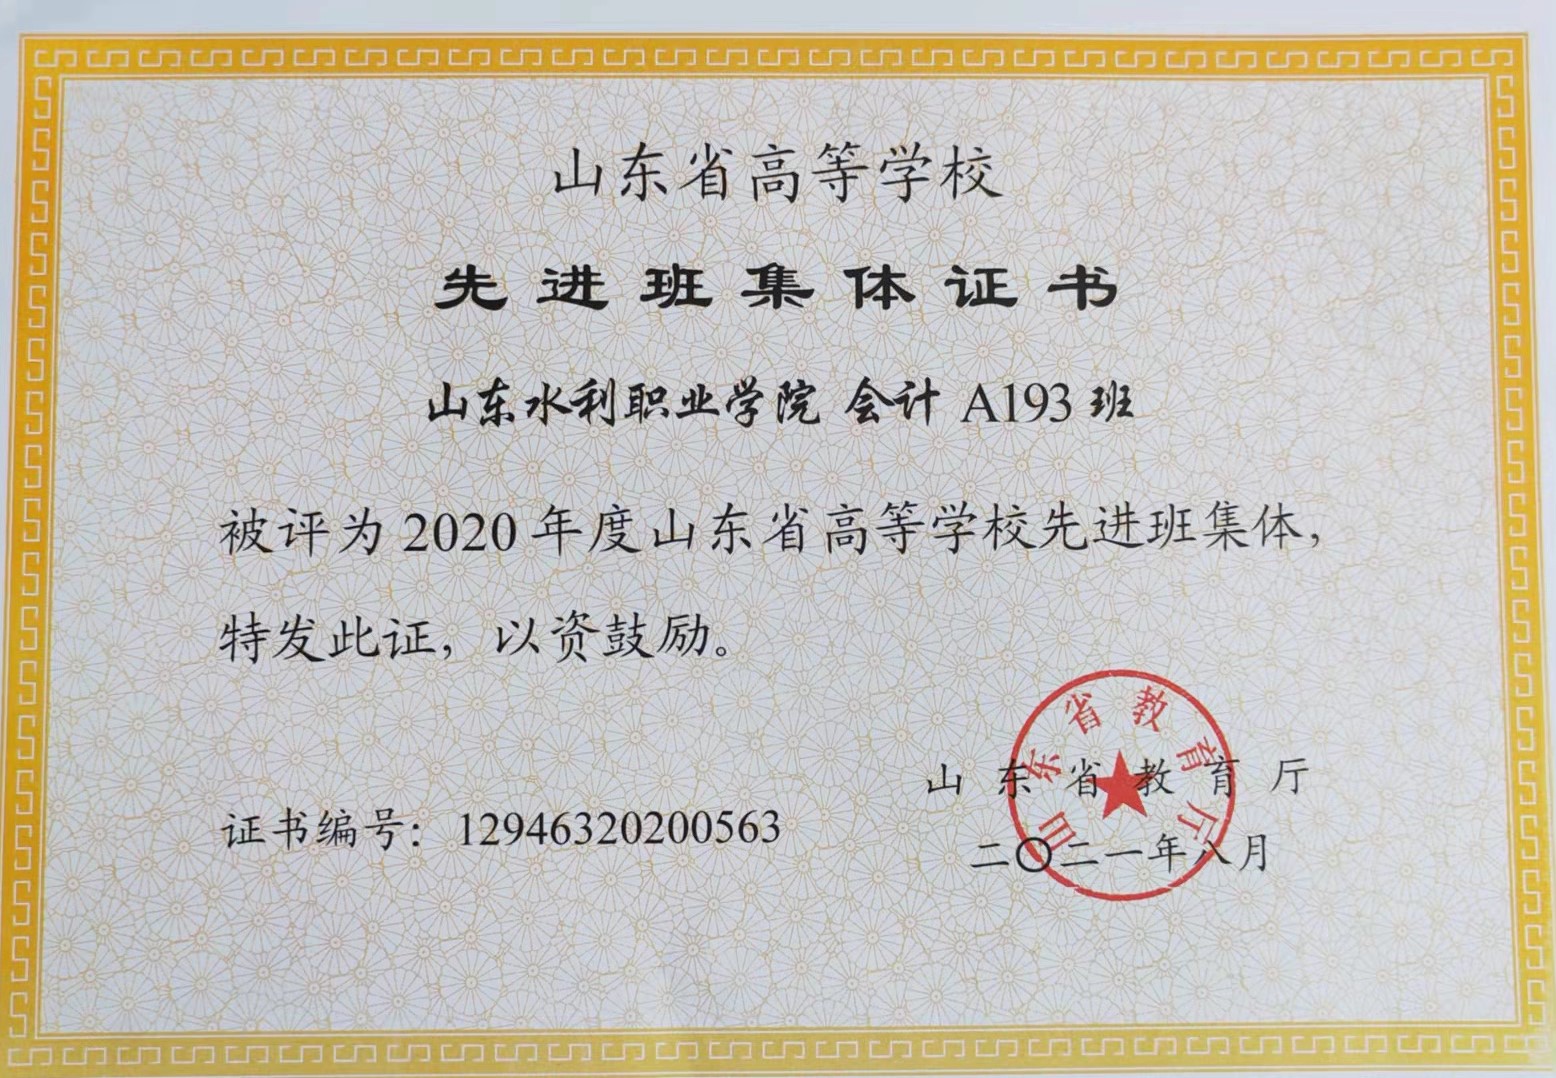 山东省高等学校
先进班集体证书
山东水利职业学院 会计 A193 班
被评为 2020 年度山东省高等学校先进班集体，
特发此证，以资鼓励。
山东省教育厅
山东省教育厅
证书编号：12946320200563
二〇二一年八月